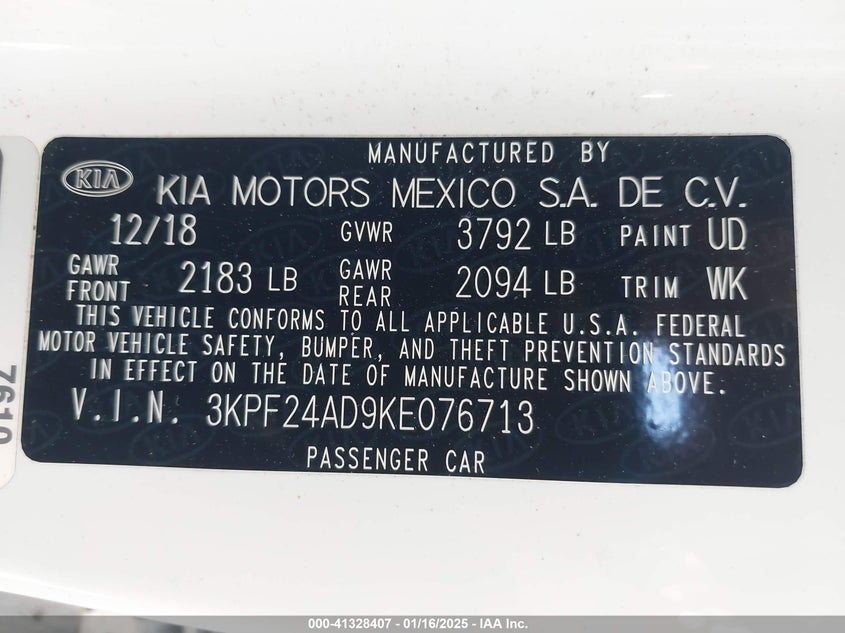 MANUFACTURED BY
KIA KIA MOTORS MEXICO S.A. DE C.V.
12/18 GVWR 3792 LB PAINT UD
GAWR FRONT 2183 LB GAWR REAR 2094 LB TRIM WK
THIS VEHICLE CONFORMS TO ALL APPLICABLE U.S.A. FEDERAL
MOTOR VEHICLE SAFETY, BUMPER, AND THEFT PREVENTION STANDARDS
IN EFFECT ON THE DATE OF MANUFACTURE SHOWN ABOVE.
V.I.N. 3KPF24AD9KE076713
PASSENGER CAR
000-41328407 - 01/16/2025 - IAA Inc.